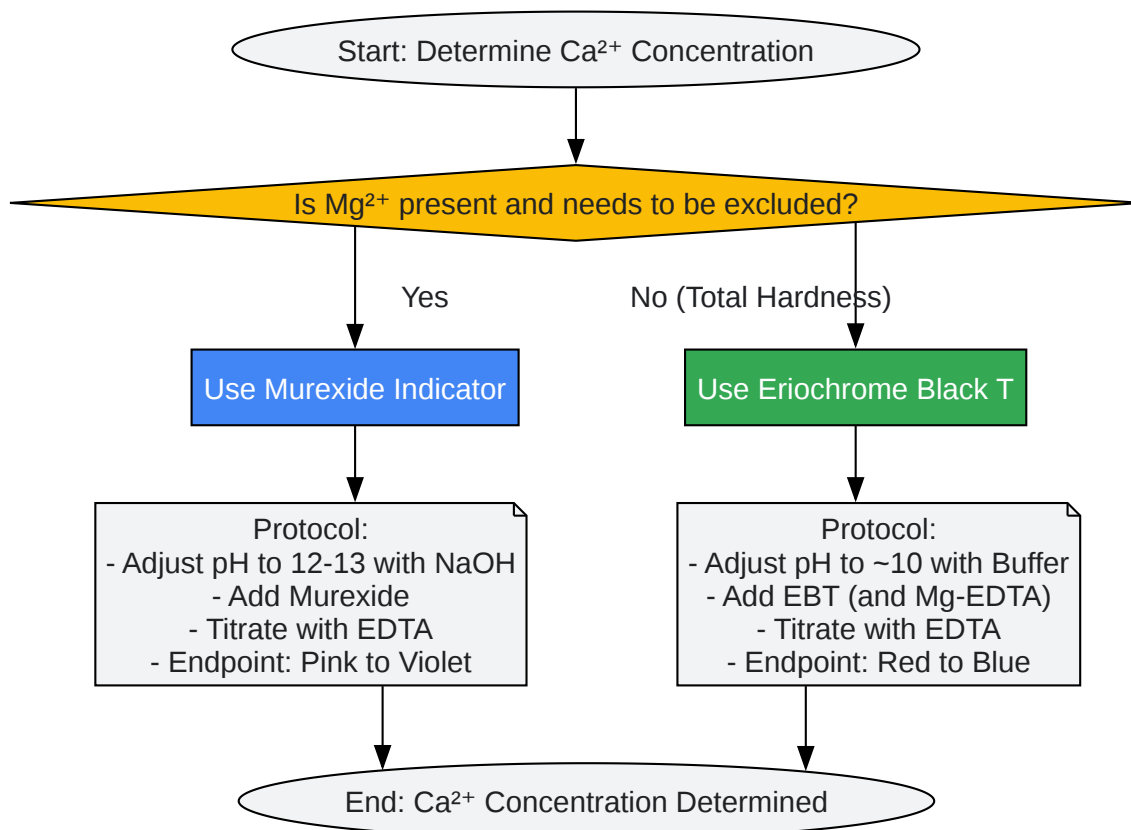 Start: Determine Ca²⁺ Concentration
Is Mg²⁺ present and needs to be excluded?
Yes
No (Total Hardness)
Use Murexide Indicator
Use Eriochrome Black T
Protocol:
- Adjust pH to 12-13 with NaOH
- Add Murexide
- Titrate with EDTA
- Endpoint: Pink to Violet
Protocol:
- Adjust pH to ~10 with Buffer
- Add EBT (and Mg-EDTA)
- Titrate with EDTA
- Endpoint: Red to Blue
End: Ca²⁺ Concentration Determined